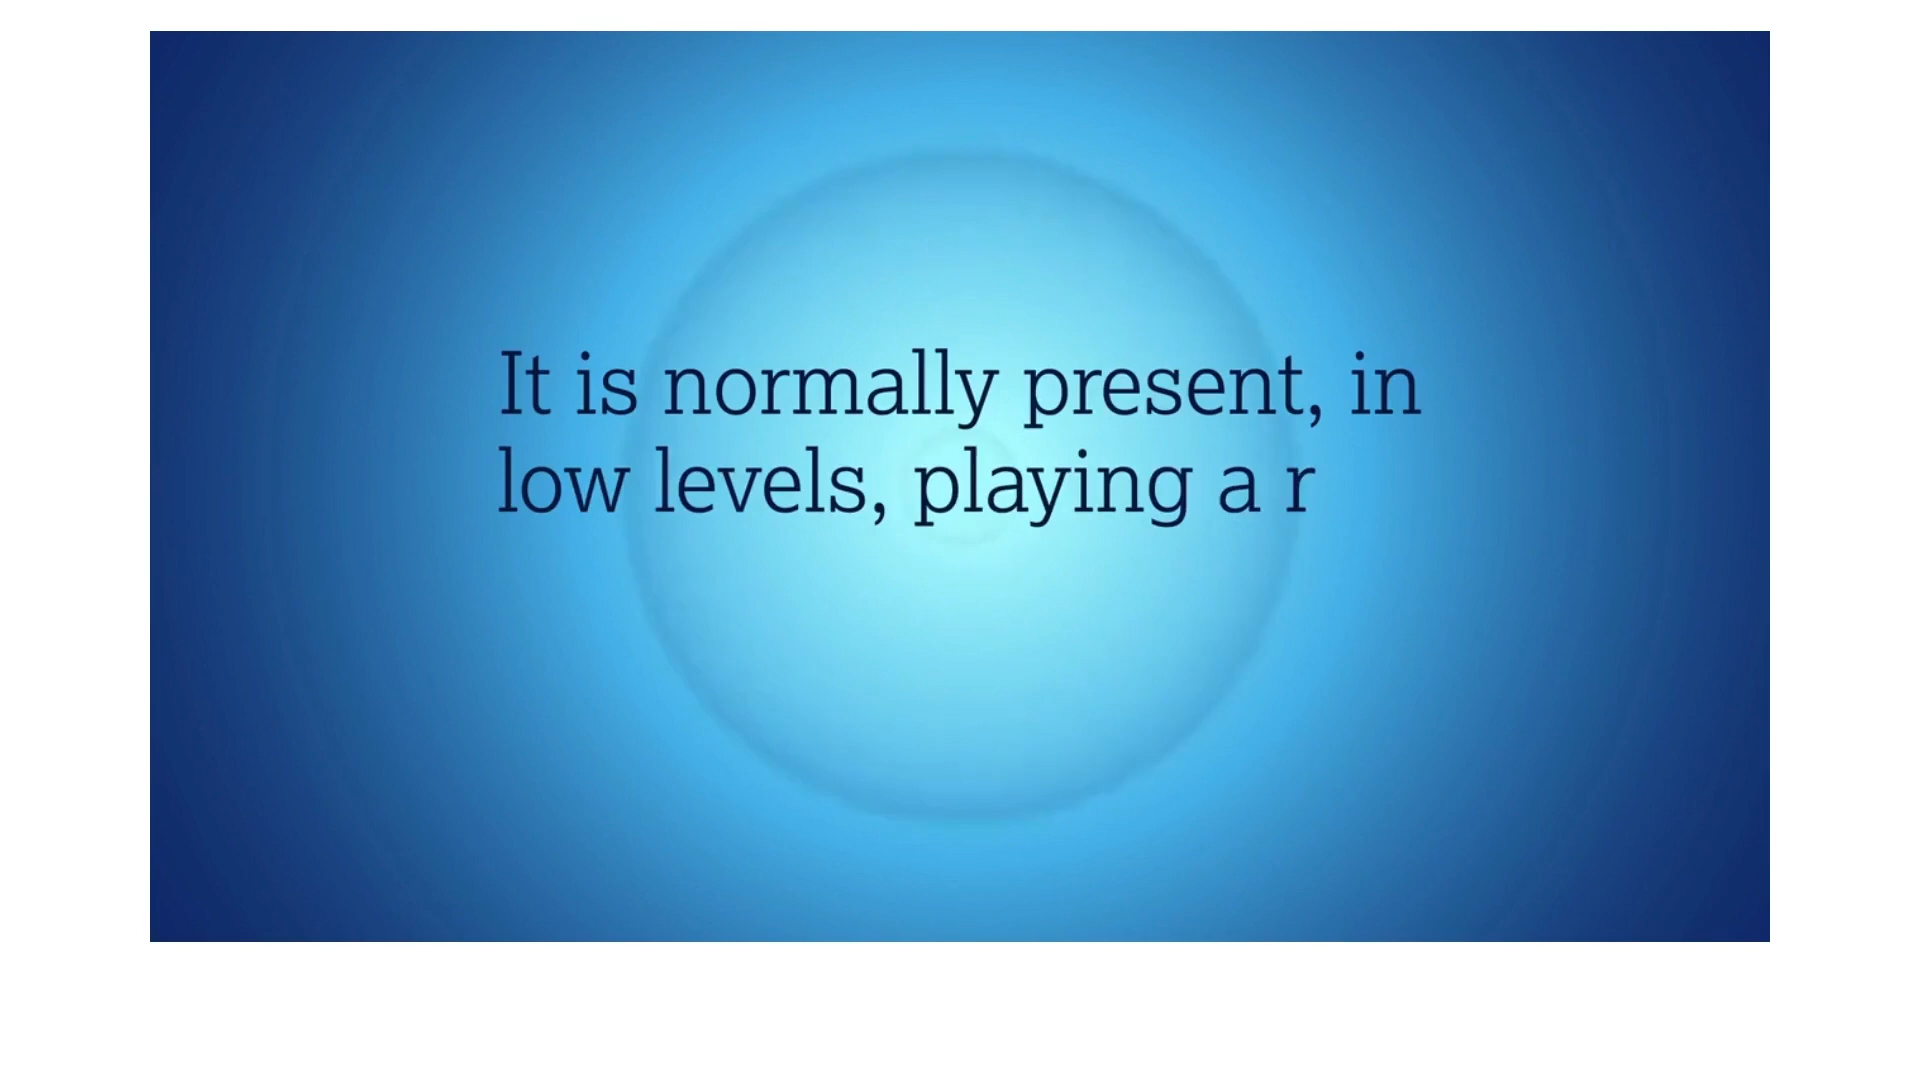 It is normally present, in
low levels, playing a r